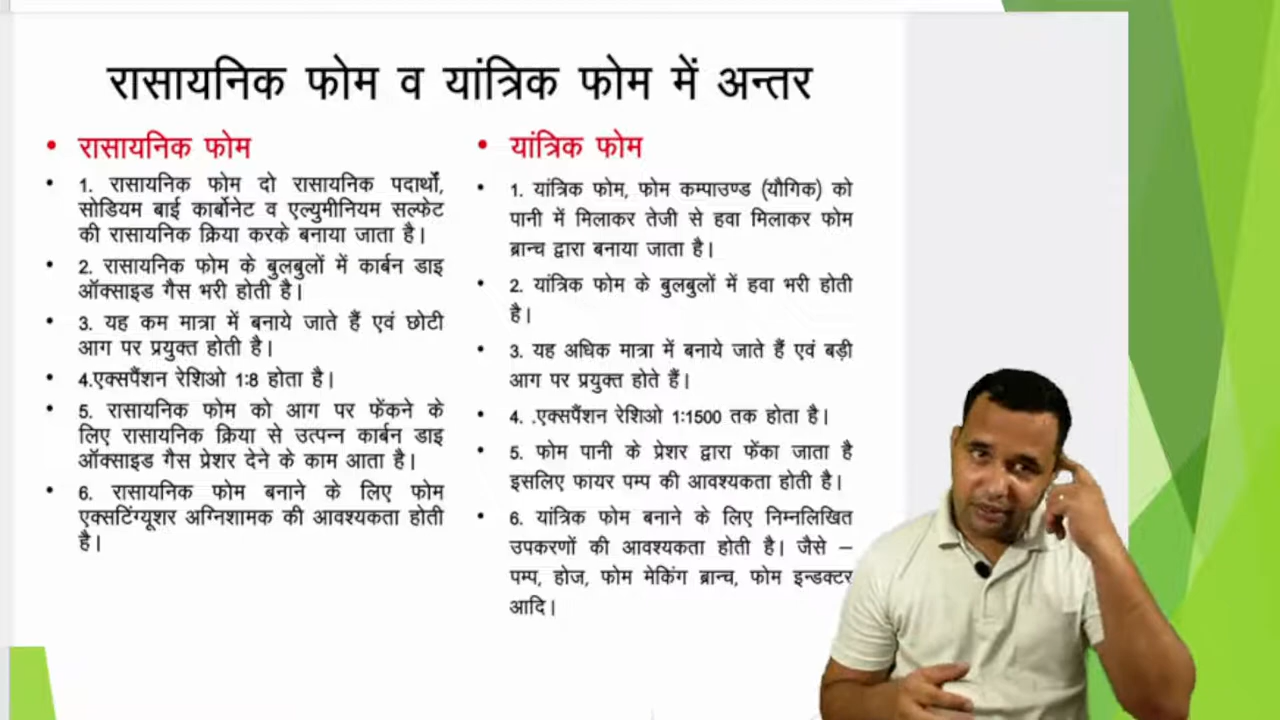 रासायनिक फोम व यांत्रिक फोम में अन्तर
• रासायनिक फोम
• 1. रासायनिक फोम दो रासायनिक पदार्थों,
सोडियम बाई कार्बोनेट व एल्युमीनियम सल्फेट
की रासायनिक क्रिया करके बनाया जाता है।
• 2. रासायनिक फोम के बुलबुलों में कार्बन डाइ
ऑक्साइड गैस भरी होती है।
• 3. यह कम मात्रा में बनाये जाते हैं एवं छोटी
आग पर प्रयुक्त होती है।
• 4.एक्सपैंशन रेशिओ 1:8 होता है।
• 5. रासायनिक फोम को आग पर फेंकने के
लिए रासायनिक क्रिया से उत्पन्न कार्बन डाइ
ऑक्साइड गैस प्रेशर देने के काम आता है।
• 6. रासायनिक फोम बनाने के लिए फोम
एक्सटिंग्यूशर अग्निशामक की आवश्यकता होती
है।
• यांत्रिक फोम
• 1. यांत्रिक फोम, फोम कम्पाउण्ड (यौगिक) को
पानी में मिलाकर तेजी से हवा मिलाकर फोम
ब्रान्च द्वारा बनाया जाता है।
• 2. यांत्रिक फोम के बुलबुलों में हवा भरी होती
है।
• 3. यह अधिक मात्रा में बनाये जाते हैं एवं बड़ी
आग पर प्रयुक्त होते हैं।
• 4. .एक्सपैंशन रेशिओ 1:1500 तक होता है।
• 5. फोम पानी के प्रेशर द्वारा फेंका जाता है
इसलिए फायर पम्प की आवश्यकता होती है।
• 6. यांत्रिक फोम बनाने के लिए निम्नलिखित
उपकरणों की आवश्यकता होती है। जैसे –
पम्प, होज, फोम मेकिंग ब्रान्च, फोम इन्डक्टर
आदि।